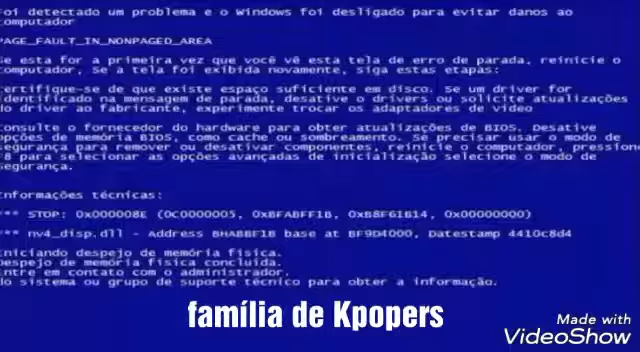 Foi detectado um problema e o Windows foi desligado para evitar danos ao
computador
PAGE_FAULT_IN_NONPAGED_AREA
Se esta for a primeira vez que você vê esta tela de erro de parada, reinicie o
computador, Se a tela foi exibida novamente, siga estas etapas:
certifique-se de que existe espaço suficiente em disco. Se um driver for
identificado na mensagem de parada, desative o drivers ou solicite atualizações
do driver ao fabricante, experimente trocar os adaptadores de vídeo
Consulte o fornecedor do hardware para obter atualizações de BIOS. Desative
opções de memória BIOS, como cache ou sombreamento. Se precisar usar o modo de
segurança para remover ou desativar componentes, reinicie o computador, pression
F8 para selecionar as opções avançadas de inicialização selecione o modo de
segurança.
Informações técnicas:
*** STOP: 0x000008E (0C0000005, 0xBFABFF1B, 0xB8F61B14, 0x00000000)
*** nv4_disp.dll - Address BHABBF1B base at BF9D4000, Datestamp 4410c8d4
Iniciando despejo de memória física.
Despejo de memória física concluída.
Entre em contato com o administrador.
do sistema ou grupo de suporte técnico para obter a informação.
família de Kpopers
Made with
VideoShow